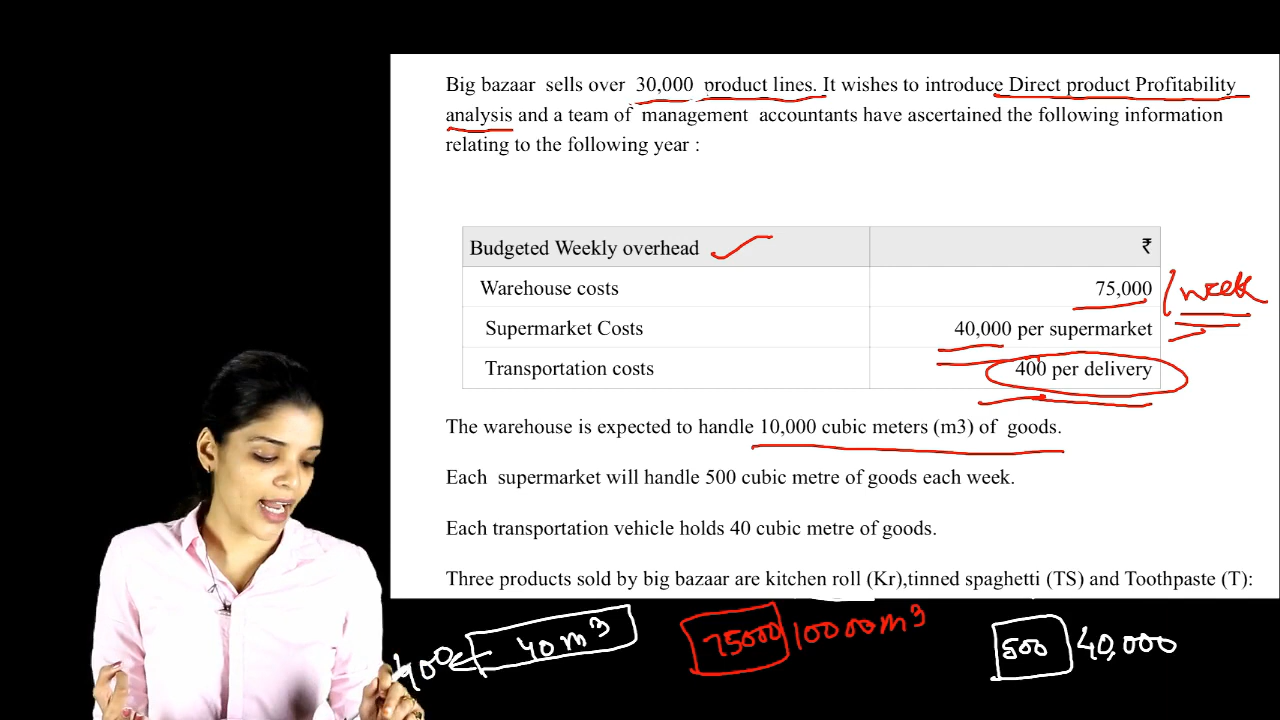 Big bazaar sells over 30,000 product lines. It wishes to introduce Direct product Profitability
analysis and a team of management accountants have ascertained the following information
relating to the following year :
Budgeted Weekly overhead ₹
Warehouse costs 75,000 / week
Supermarket Costs 40,000 per supermarket
Transportation costs 400 per delivery
The warehouse is expected to handle 10,000 cubic meters (m3) of goods.
Each supermarket will handle 500 cubic metre of goods each week.
Each transportation vehicle holds 40 cubic metre of goods.
Three products sold by big bazaar are kitchen roll (Kr),tinned spaghetti (TS) and Toothpaste (T):
400 ← 40 m3 75000 10000m3 500 40,000